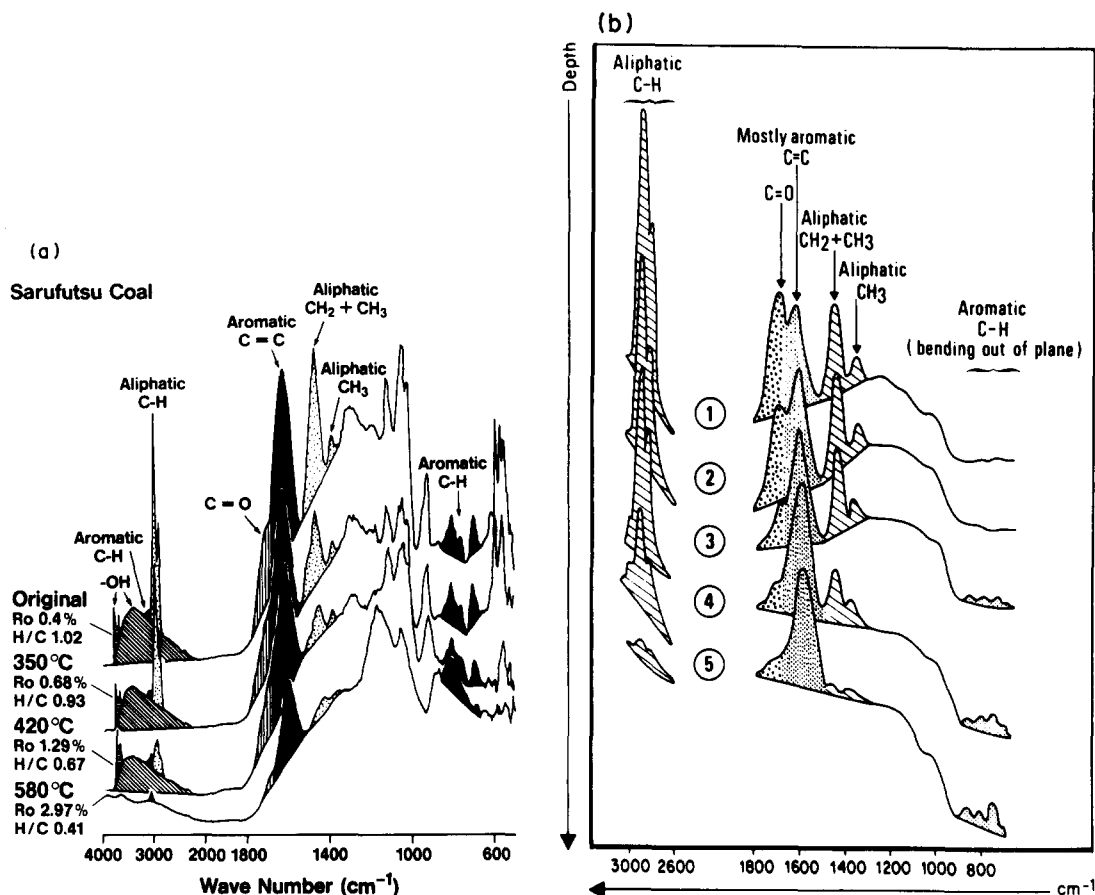 (a)
Sarufutsu Coal
Aliphatic
CH₂ + CH₃
Aromatic
C = C
Aliphatic
CH₃
Aliphatic
C-H
Aromatic
C-H
C = O
Aromatic
C-H
-OH
Original
Ro 0.4%
H/C 1.02
350°C
Ro 0.68%
H/C 0.93
420°C
Ro 1.29%
H/C 0.67
580°C
Ro 2.97%
H/C 0.41
4000 3000 2000 1800 1400 1000 600
Wave Number (cm⁻¹)
(b)
Depth
Aliphatic
C-H
Mostly aromatic
C=C
C=O
Aliphatic
CH₂+CH₃
Aliphatic
CH₃
Aromatic
C-H
(bending out of plane)
1
2
3
4
5
3000 2600 1800 1600 1400 1200 1000 800
cm⁻¹